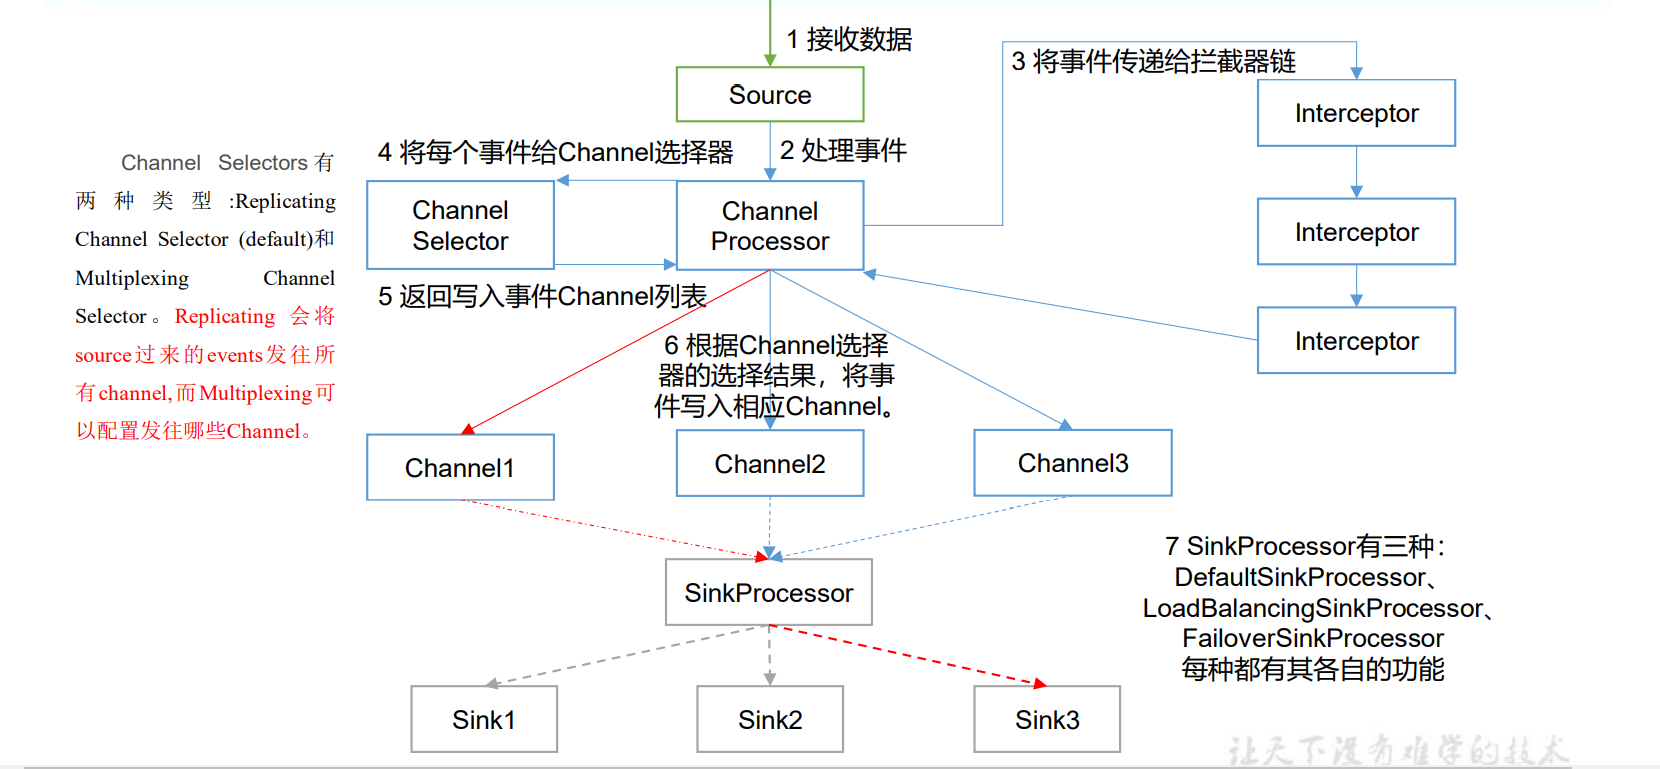 1 接收数据
Source
3 将事件传递给拦截器链
Interceptor
Interceptor
Interceptor
4 将每个事件给Channel选择器
2 处理事件
Channel
Selector
Channel
Processor
5 返回写入事件Channel列表
Channel Selectors有
两种类型:Replicating
Channel Selector (default)和
Multiplexing Channel
Selector。Replicating 会将
source过来的events发往所
有channel,而Multiplexing可
以配置发往哪些Channel。
6 根据Channel选择
器的选择结果，将事
件写入相应Channel。
Channel1
Channel2
Channel3
SinkProcessor
7 SinkProcessor有三种：
DefaultSinkProcessor、
LoadBalancingSinkProcessor、
FailoverSinkProcessor
每种都有其各自的功能
Sink1
Sink2
Sink3
让天下没有难学的技术